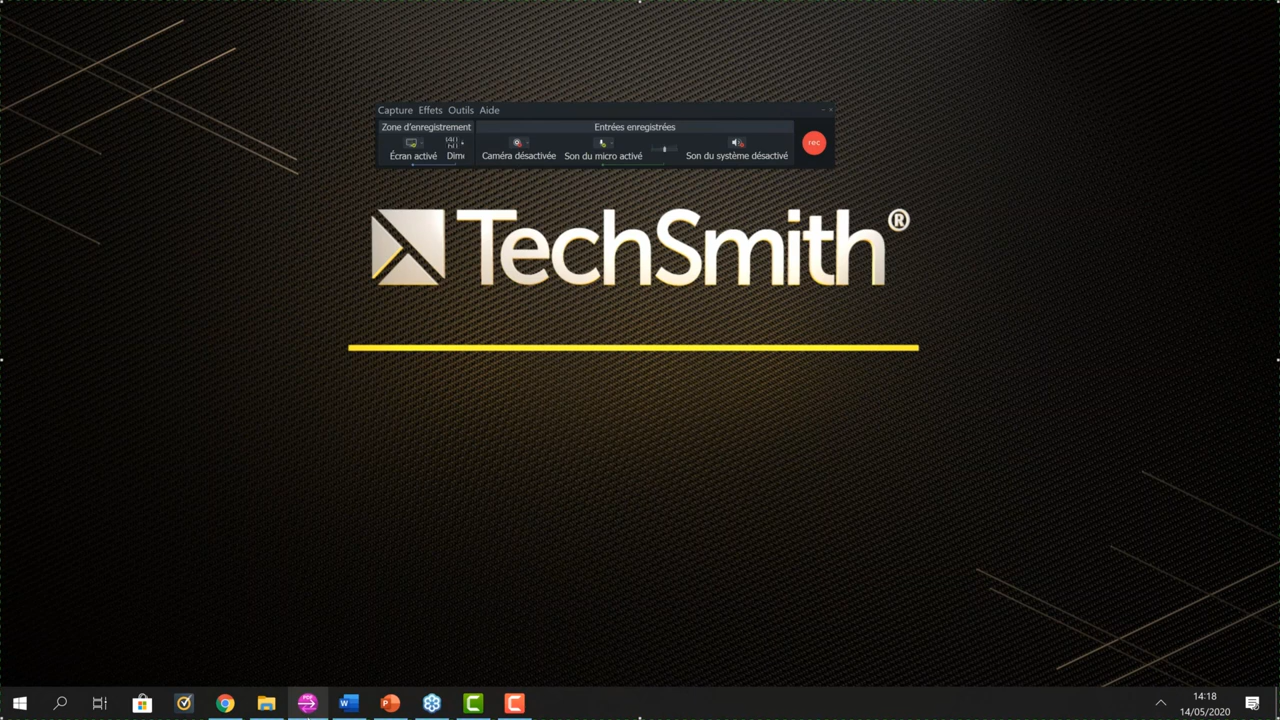 Capture Effets Outils Aide
Zone d'enregistrement
Entrées enregistrées
Écran activé
Caméra désactivée
Son du micro activé
Son du système désactivé
rec
TechSmith®
PDF
W
P
C
C
14:18
14/05/2020